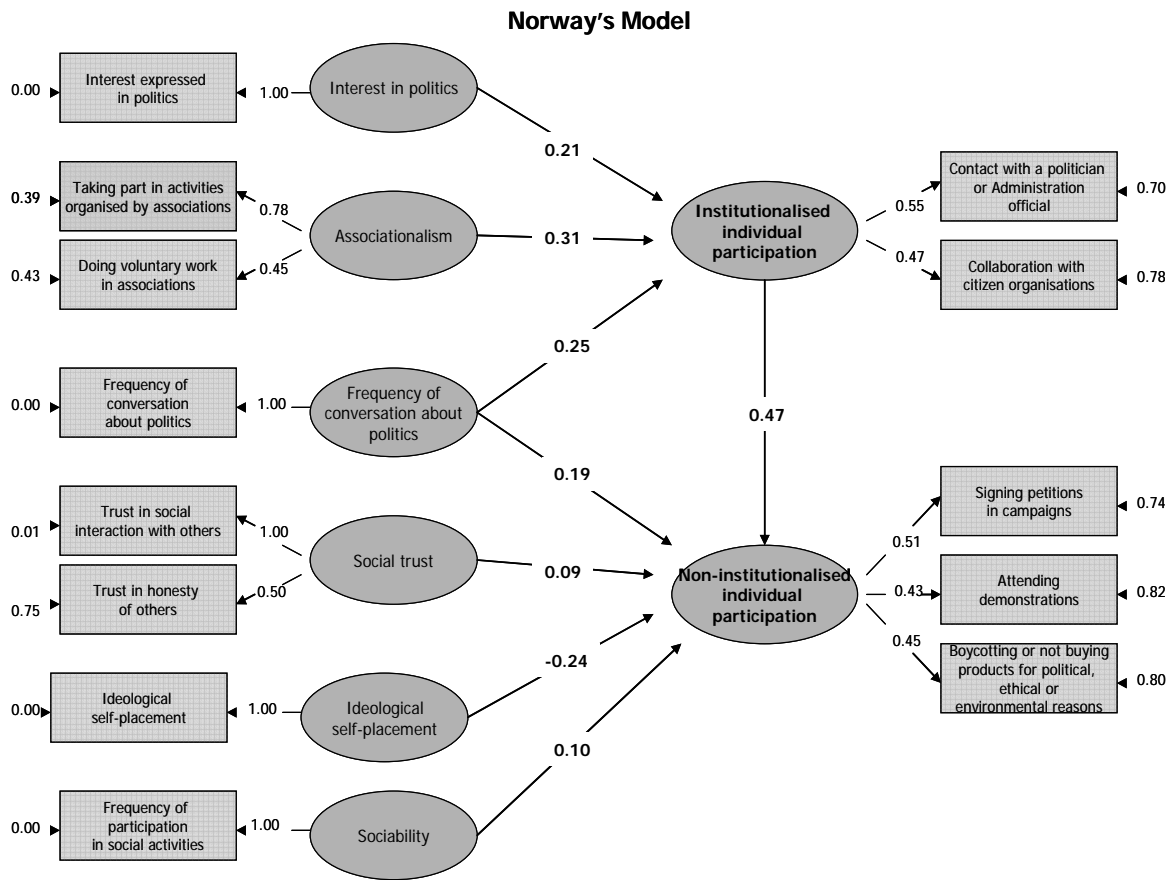 Norway's Model
0.00
Interest expressed
in politics
1.00
Interest in politics
0.21
0.39
Taking part in activities
organised by associations
0.78
Doing voluntary work
in associations
0.43
0.45
Associationalism
0.31
Institutionalised
individual
participation
0.55
Contact with a politician
or Administration
official
0.70
0.47
Collaboration with
citizen organisations
0.78
0.25
0.00
Frequency of
conversation
about politics
1.00
Frequency of
conversation about
politics
0.47
0.19
0.01
Trust in social
interaction with others
1.00
Trust in honesty
of others
0.75
0.50
Social trust
0.09
Non-institutionalised
individual
participation
0.51
Signing petitions
in campaigns
0.74
0.43
Attending
demonstrations
0.82
0.45
Boycotting or not buying
products for political,
ethical or
environmental reasons
0.80
0.00
Ideological
self-placement
1.00
Ideological
self-placement
-0.24
0.10
0.00
Frequency of
participation
in social activities
1.00
Sociability